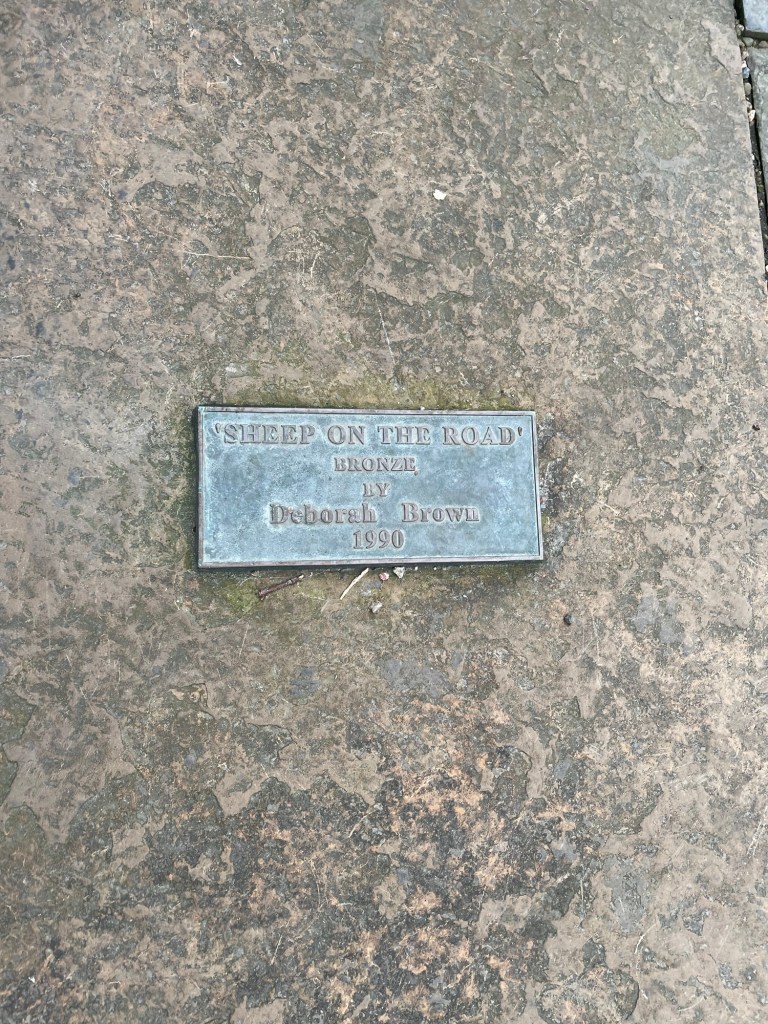 'SHEEP ON THE ROAD'
BRONZE
BY
Deborah Brown
1990